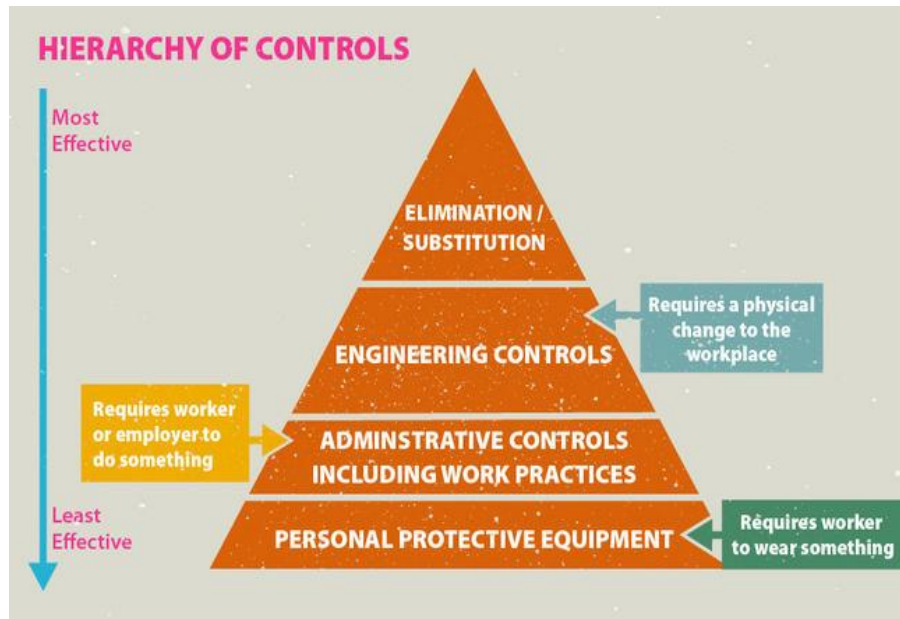 HIERARCHY OF CONTROLS
Most
Effective
ELIMINATION /
SUBSTITUTION
Requires a physical
change to the
workplace
ENGINEERING CONTROLS
Requires worker
or employer to
do something
ADMINSTRATIVE CONTROLS
INCLUDING WORK PRACTICES
Least
Effective
PERSONAL PROTECTIVE EQUIPMENT
Requires worker
to wear something